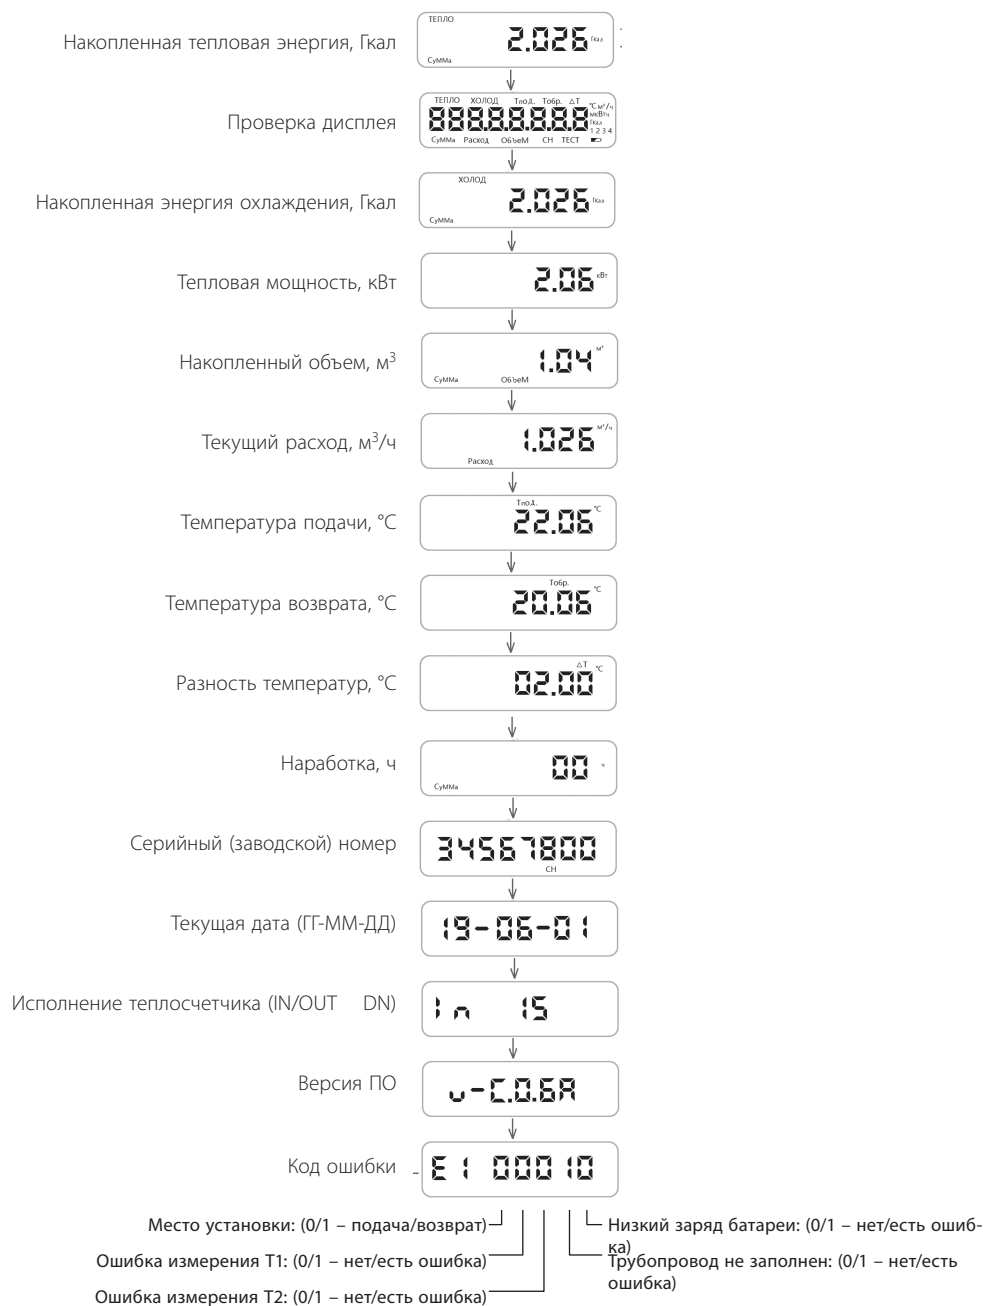 ТЕПЛО
Накопленная тепловая энергия, Гкал
2.026 Гкал
СуММа
ТЕПЛО ХОЛОД Тпод. Тобр. △T °C м³/ч
Проверка дисплея
888.8.8.8.8.8 мкВтч
Гкал
1 2 3 4
СуММа Расход ОбъеМ СН ТЕСТ
ХОЛОД
Накопленная энергия охлаждения, Гкал
2.026 Гкал
СуММа
Тепловая мощность, кВт
2.06 кВт
Накопленный объем, м³
1.04 м³
СуММа ОбъеМ
Текущий расход, м³/ч
1.026 м³/ч
Расход
Тпод.
Температура подачи, °C
22.06 °C
Тобр.
Температура возврата, °C
20.06 °C
△T
Разность температур, °C
02.00 °C
Наработка, ч
00 ч
СуММа
Серийный (заводской) номер
34567800
СН
Текущая дата (ГГ-ММ-ДД)
19-06-01
Исполнение теплосчетчика (IN/OUT DN)
In 15
Версия ПО
v-C.0.6A
Код ошибки
E1 00010
Место установки: (0/1 – подача/возврат)
Низкий заряд батареи: (0/1 – нет/есть ошиб-
ка)
Ошибка измерения Т1: (0/1 – нет/есть ошибка)
Трубопровод не заполнен: (0/1 – нет/есть
ошибка)
Ошибка измерения Т2: (0/1 – нет/есть ошибка)